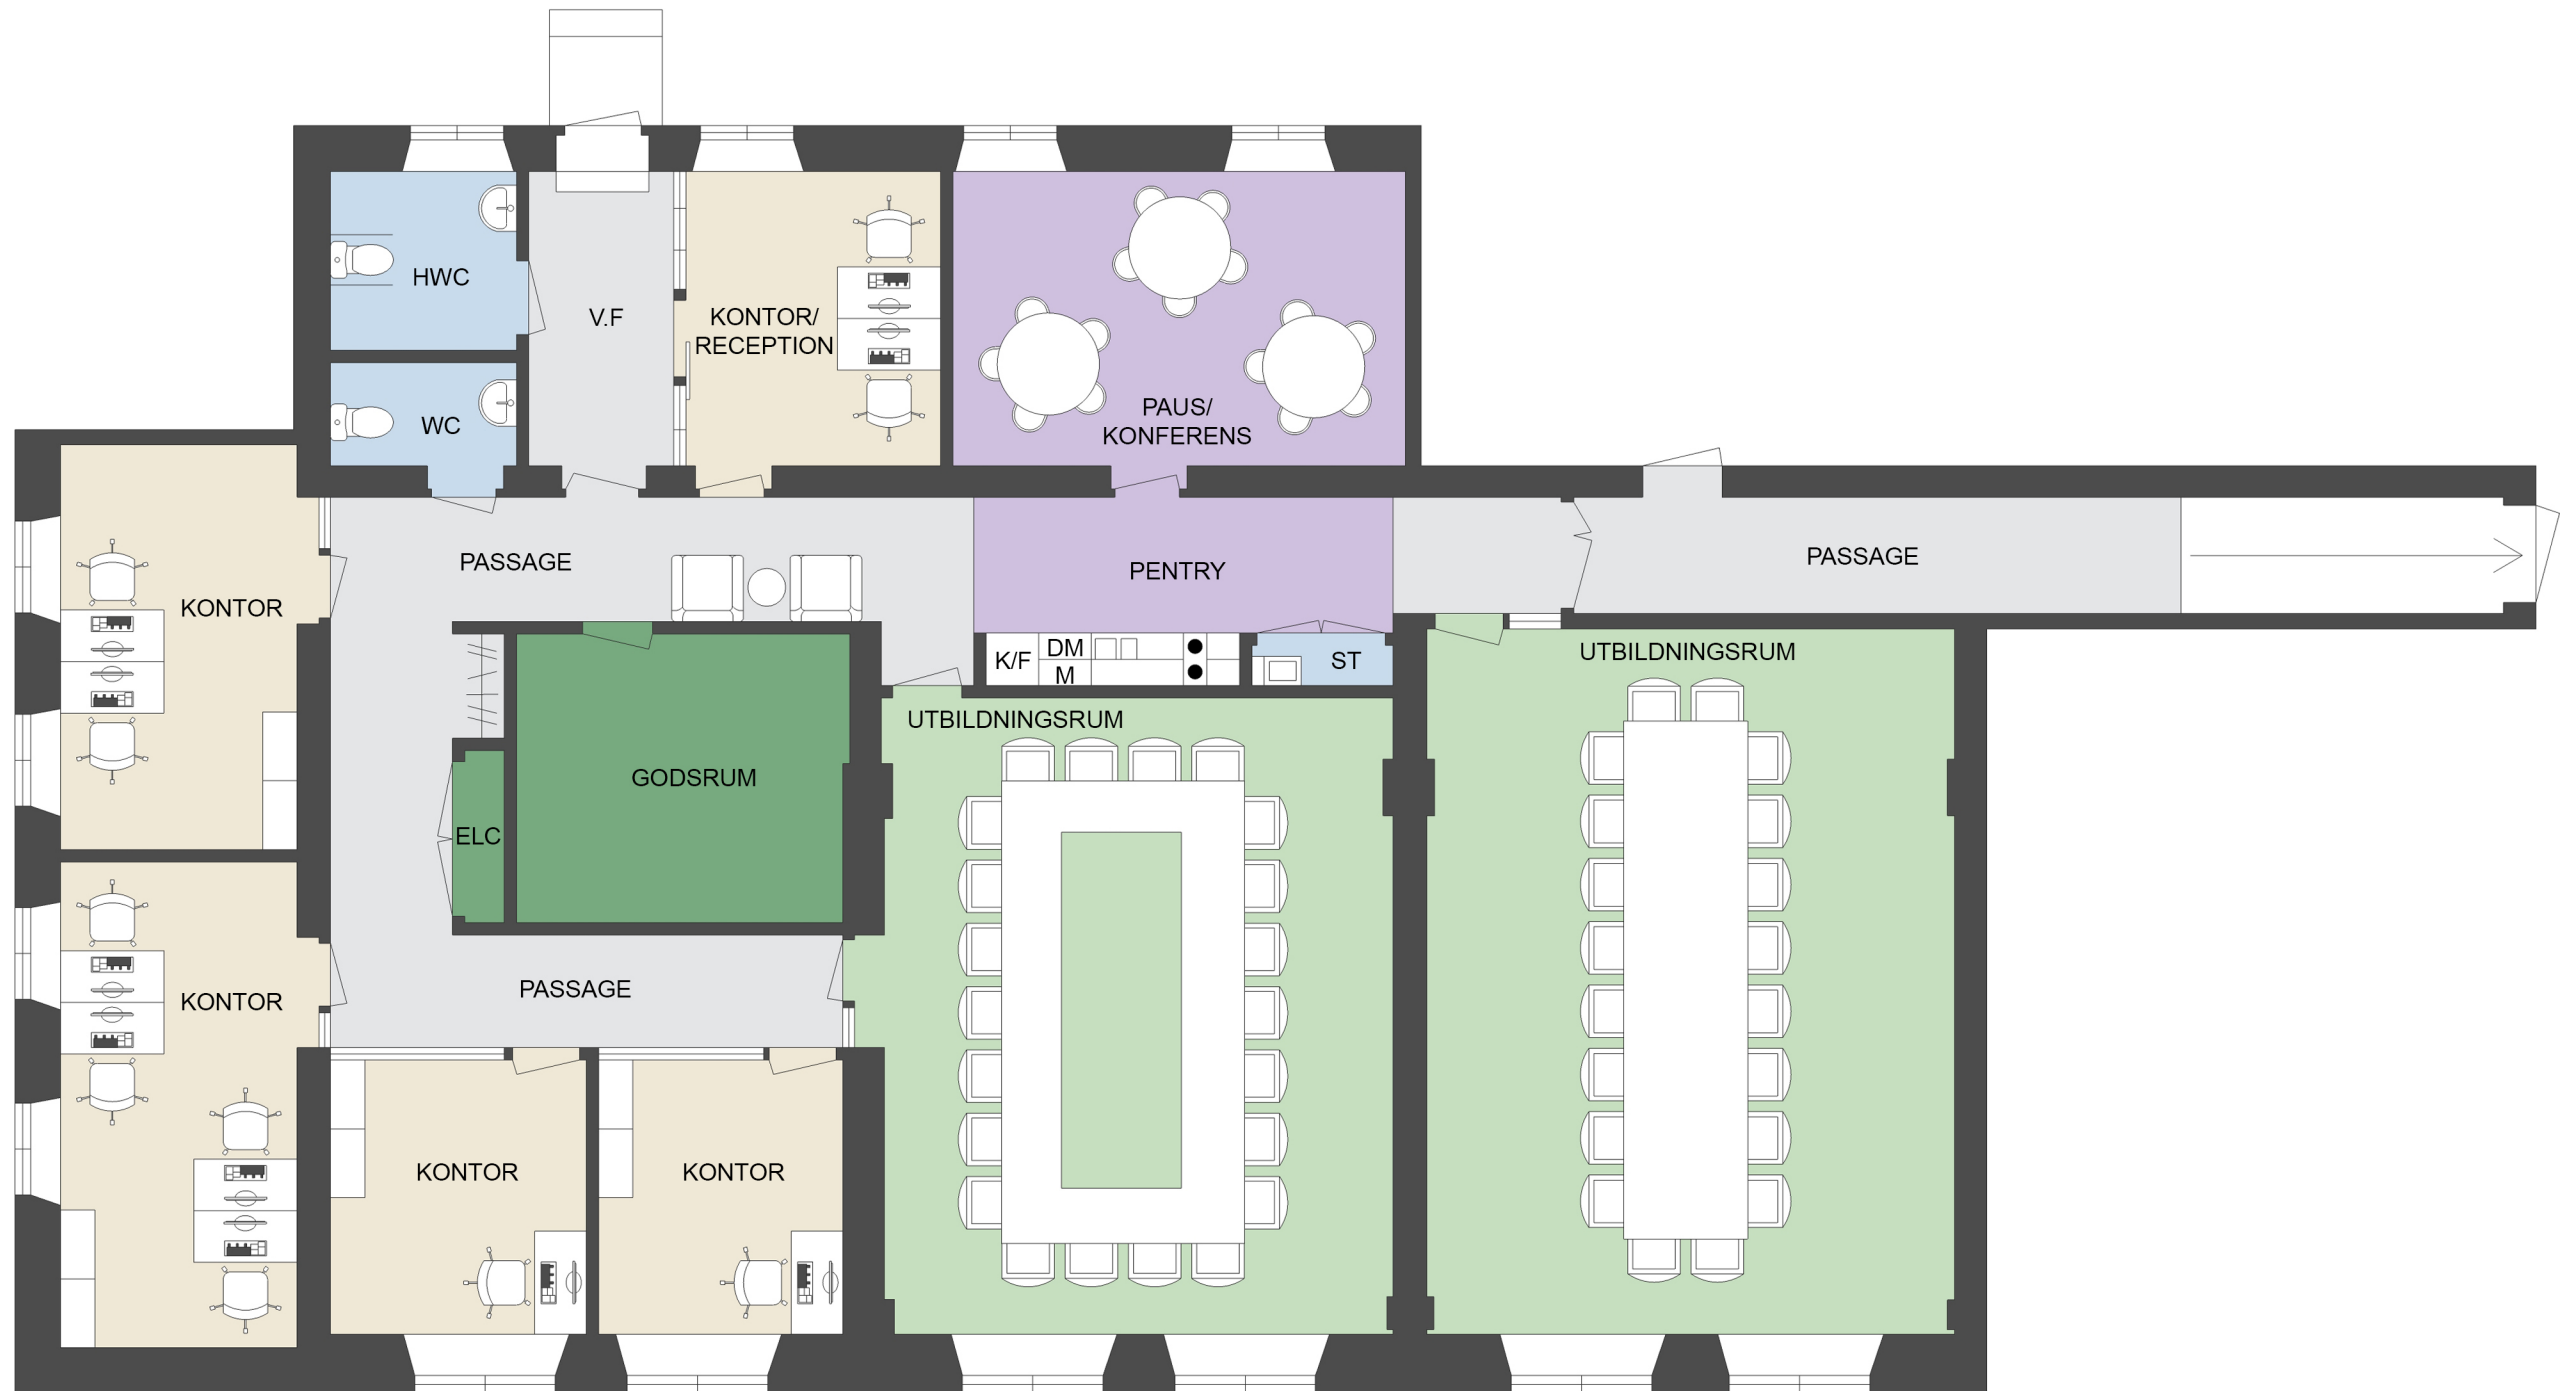 HWC
V.F
KONTOR/
RECEPTION
PAUS/
KONFERENS
WC
PASSAGE
PENTRY
PASSAGE
KONTOR
K/F
DM
M
ST
UTBILDNINGSRUM
UTBILDNINGSRUM
GODSRUM
ELC
KONTOR
PASSAGE
KONTOR
KONTOR